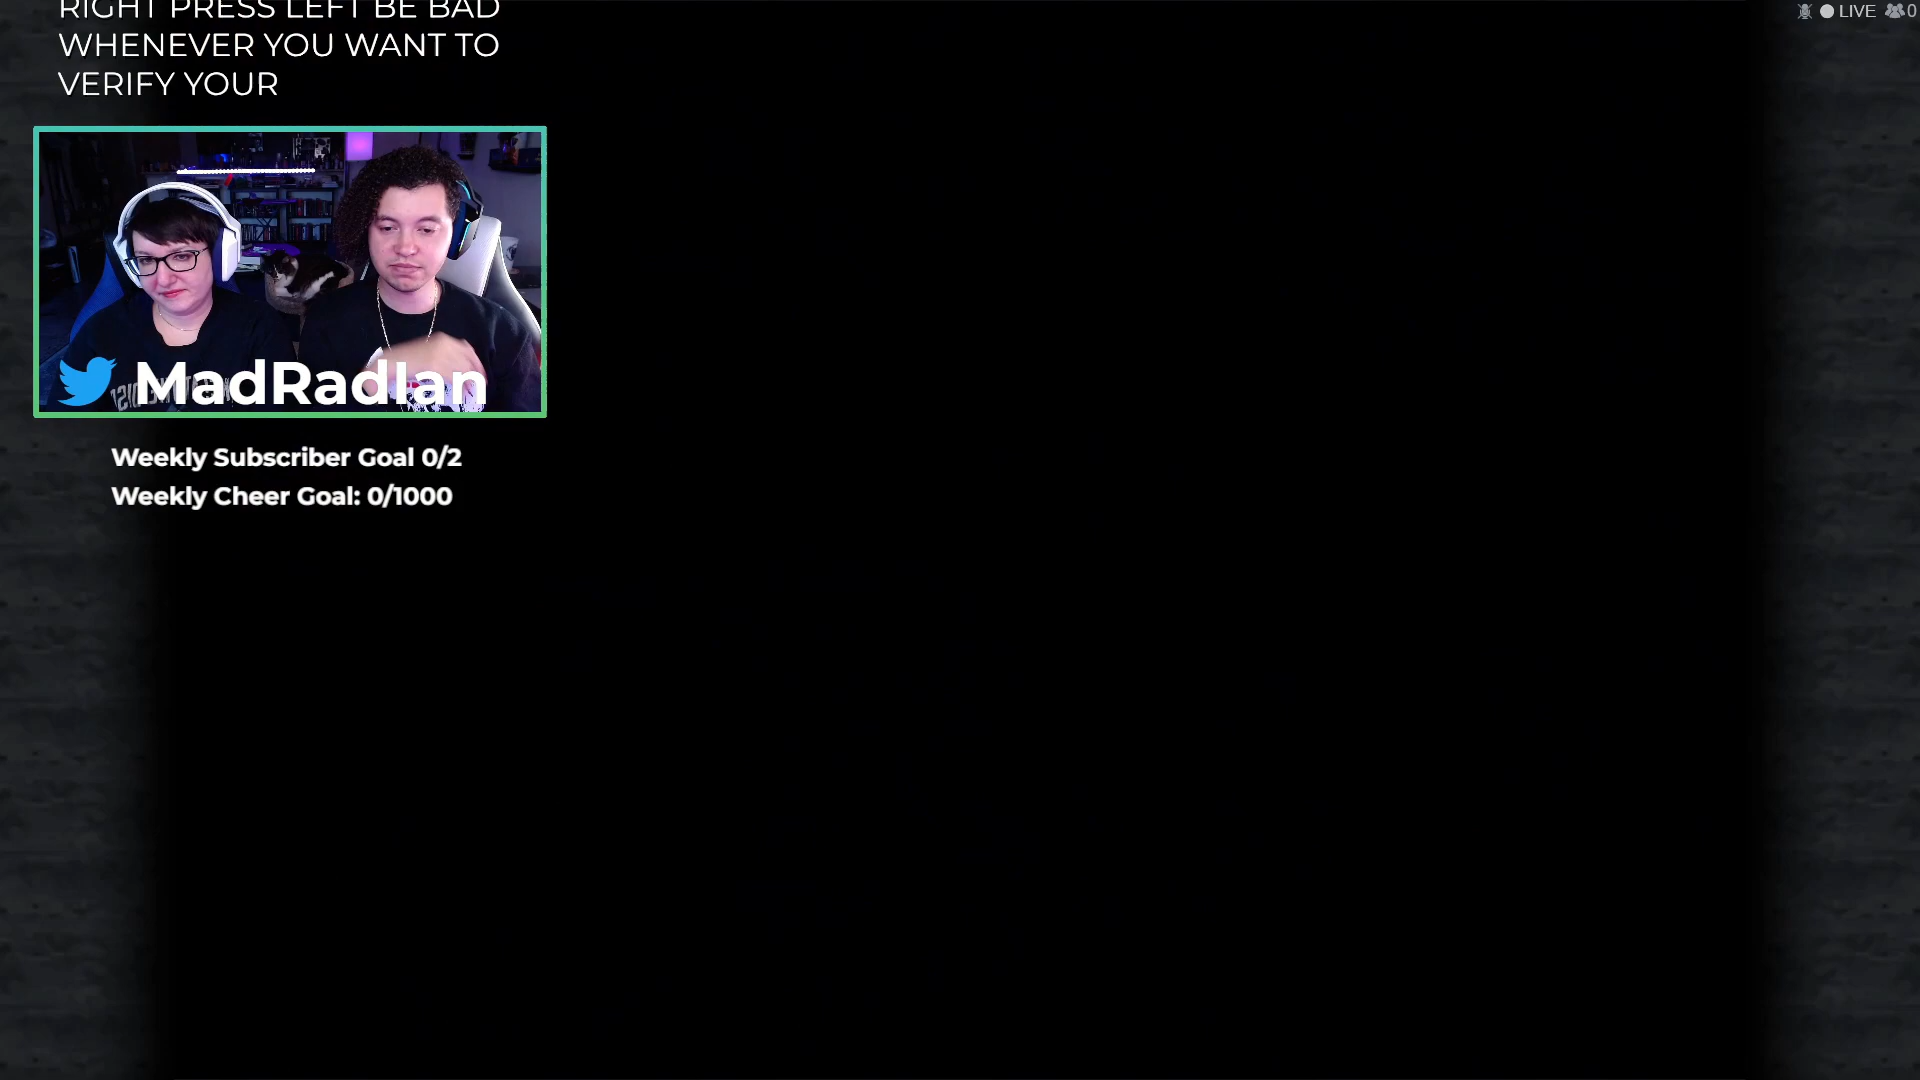 RIGHT PRESS LEFT BE BAD
WHENEVER YOU WANT TO
VERIFY YOUR
MadRadIan
Weekly Subscriber Goal 0/2
Weekly Cheer Goal: 0/1000
LIVE 0